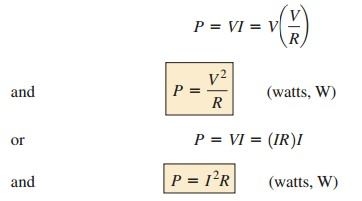 P = VI = V(V/R)
and P = V²/R (watts, W)
or P = VI = (IR)I
and P = I²R (watts, W)